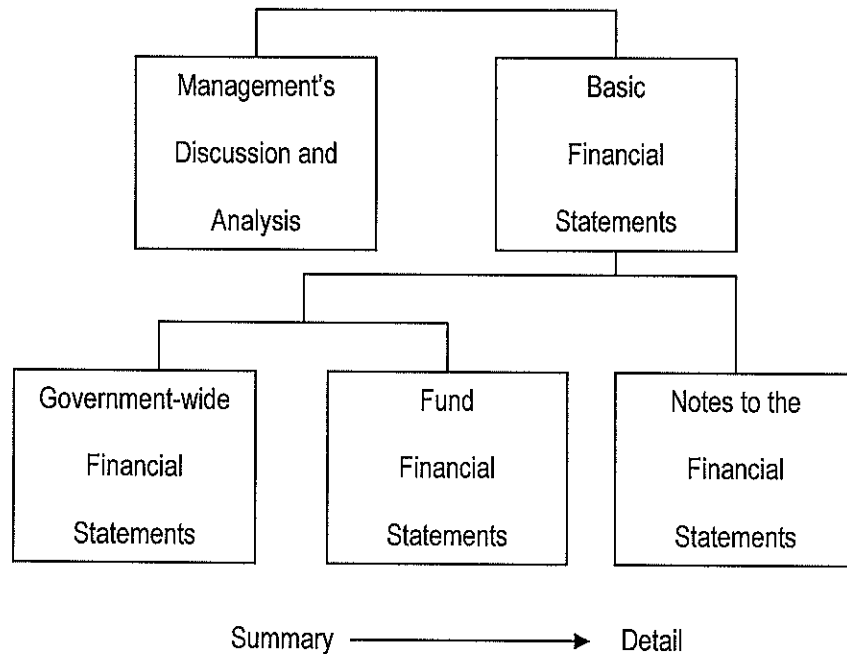 Management's
Discussion and
Analysis
Basic
Financial
Statements
Government-wide
Financial
Statements
Fund
Financial
Statements
Notes to the
Financial
Statements
Summary
Detail